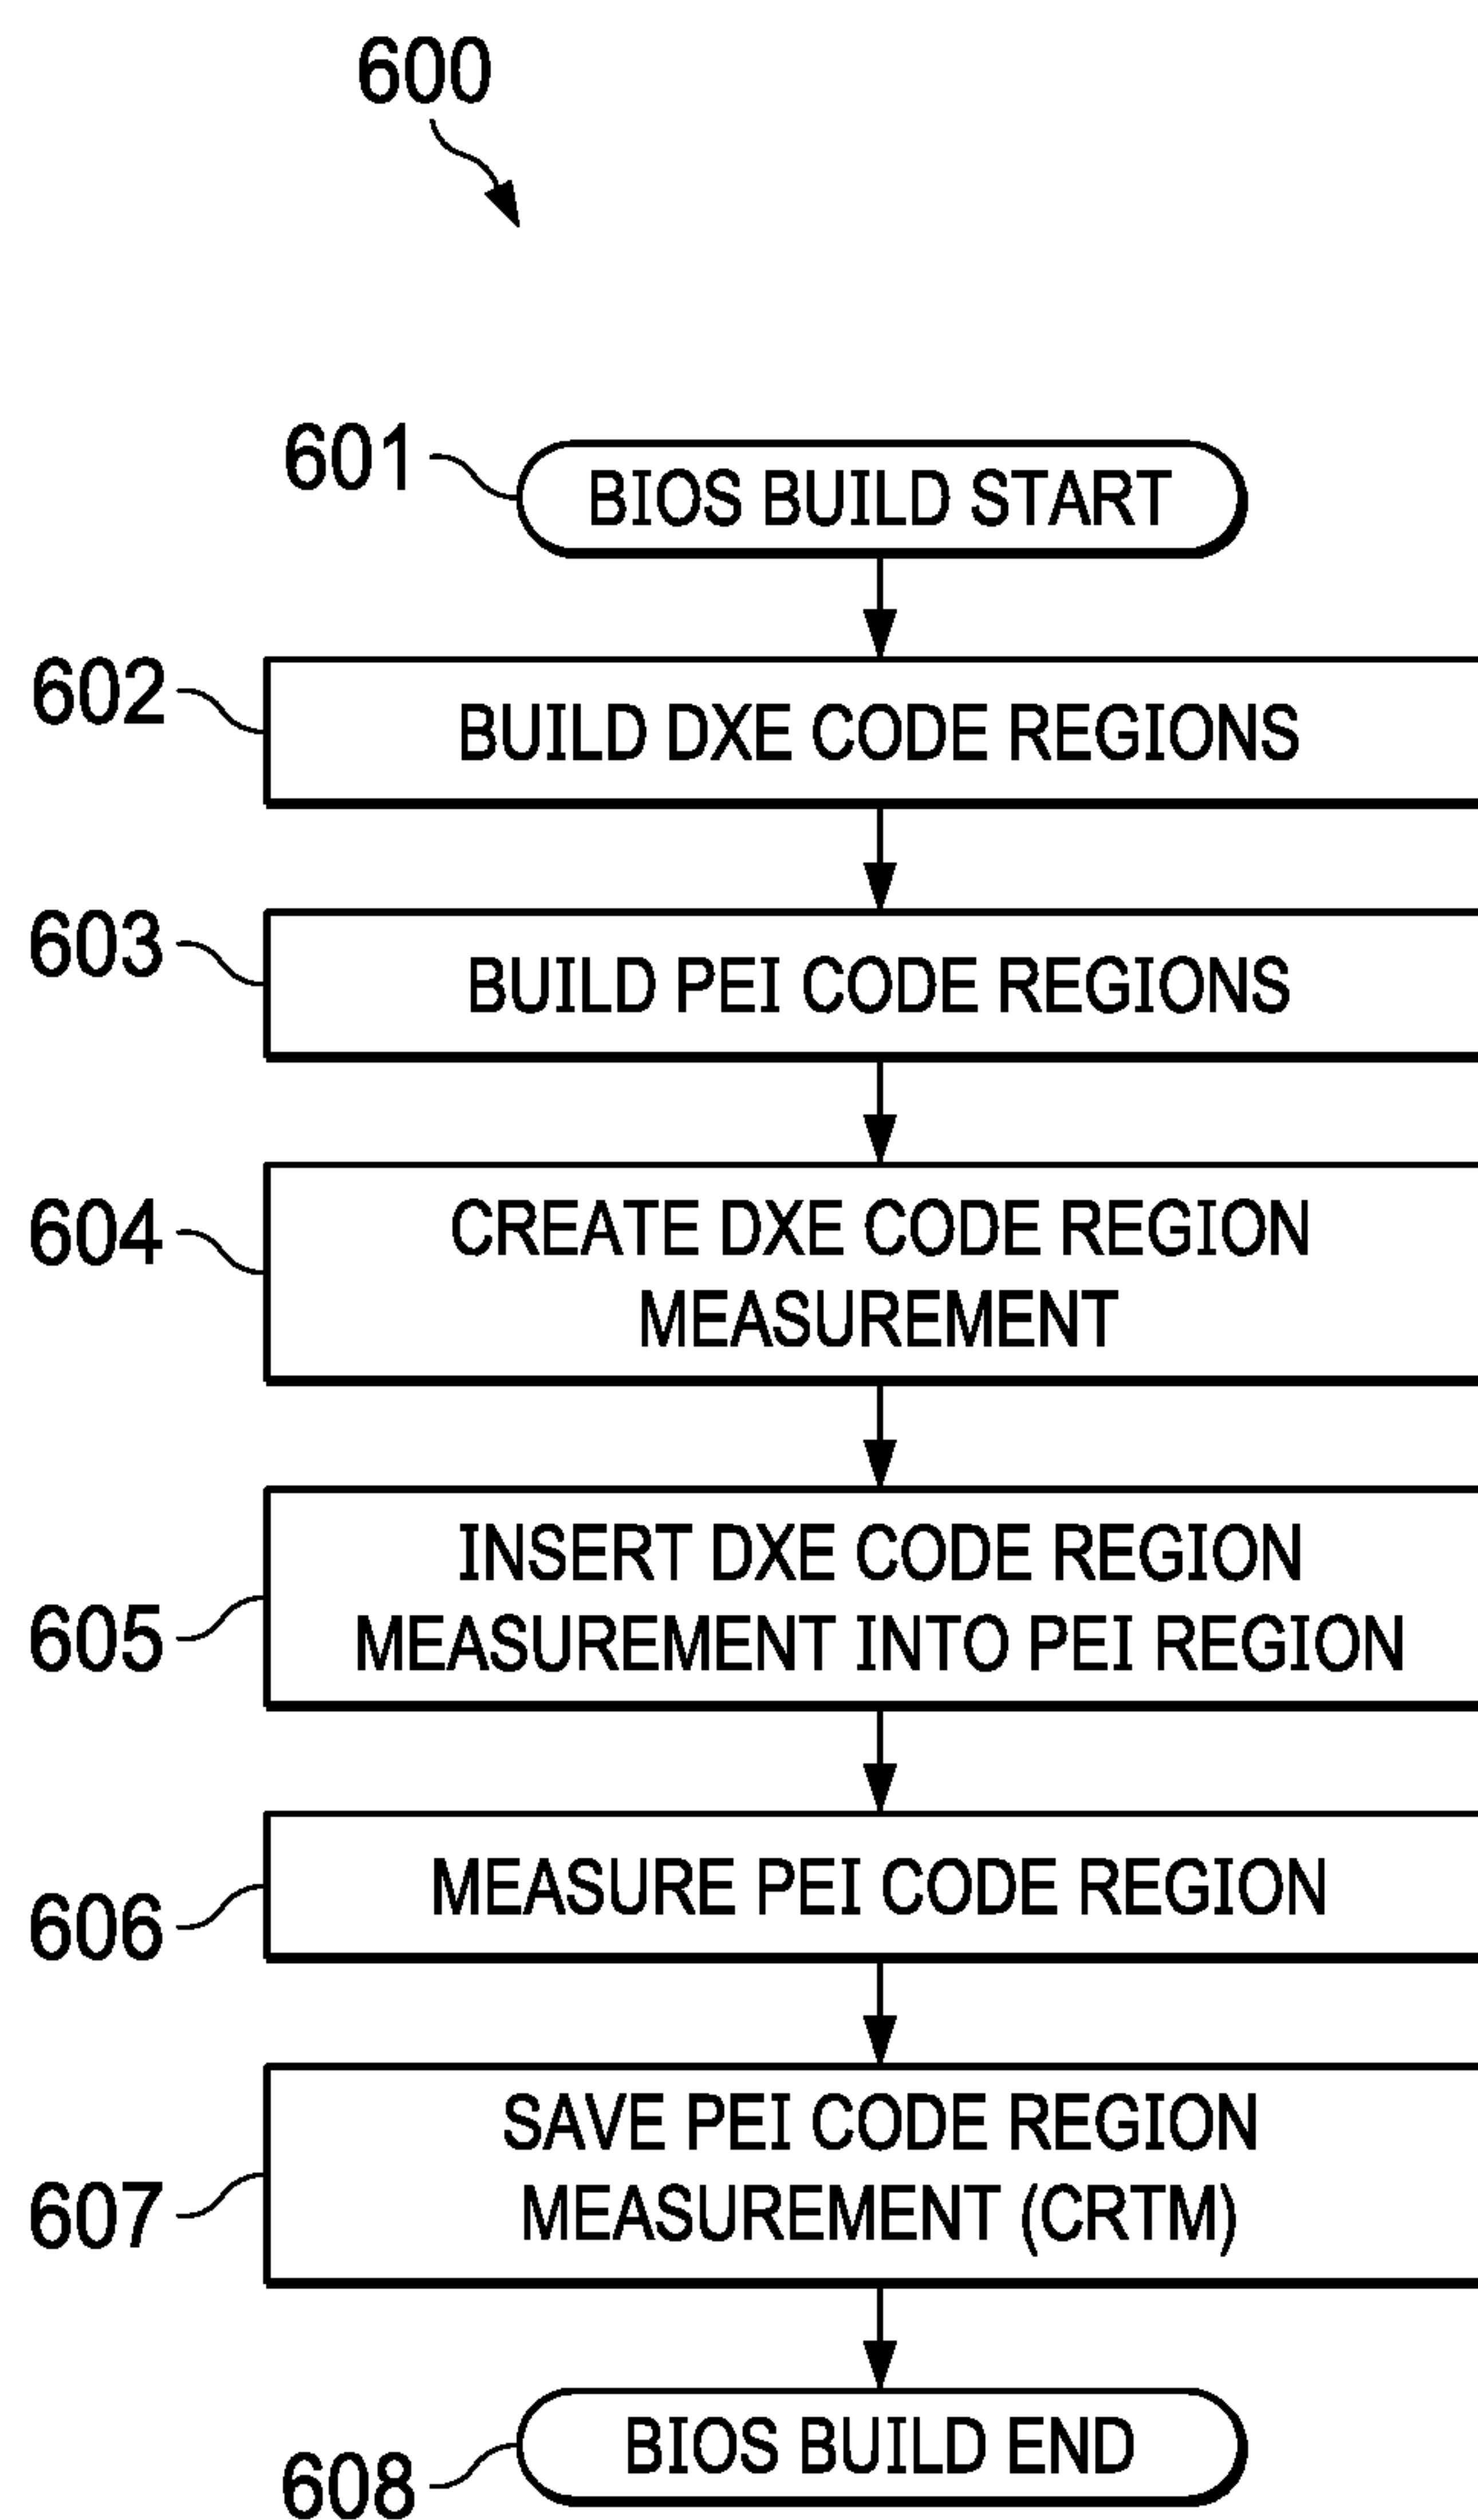 600
601
BIOS BUILD START
602
BUILD DXE CODE REGIONS
603
BUILD PEI CODE REGIONS
604
CREATE DXE CODE REGION
MEASUREMENT
605
INSERT DXE CODE REGION
MEASUREMENT INTO PEI REGION
606
MEASURE PEI CODE REGION
607
SAVE PEI CODE REGION
MEASUREMENT (CRTM)
608
BIOS BUILD END